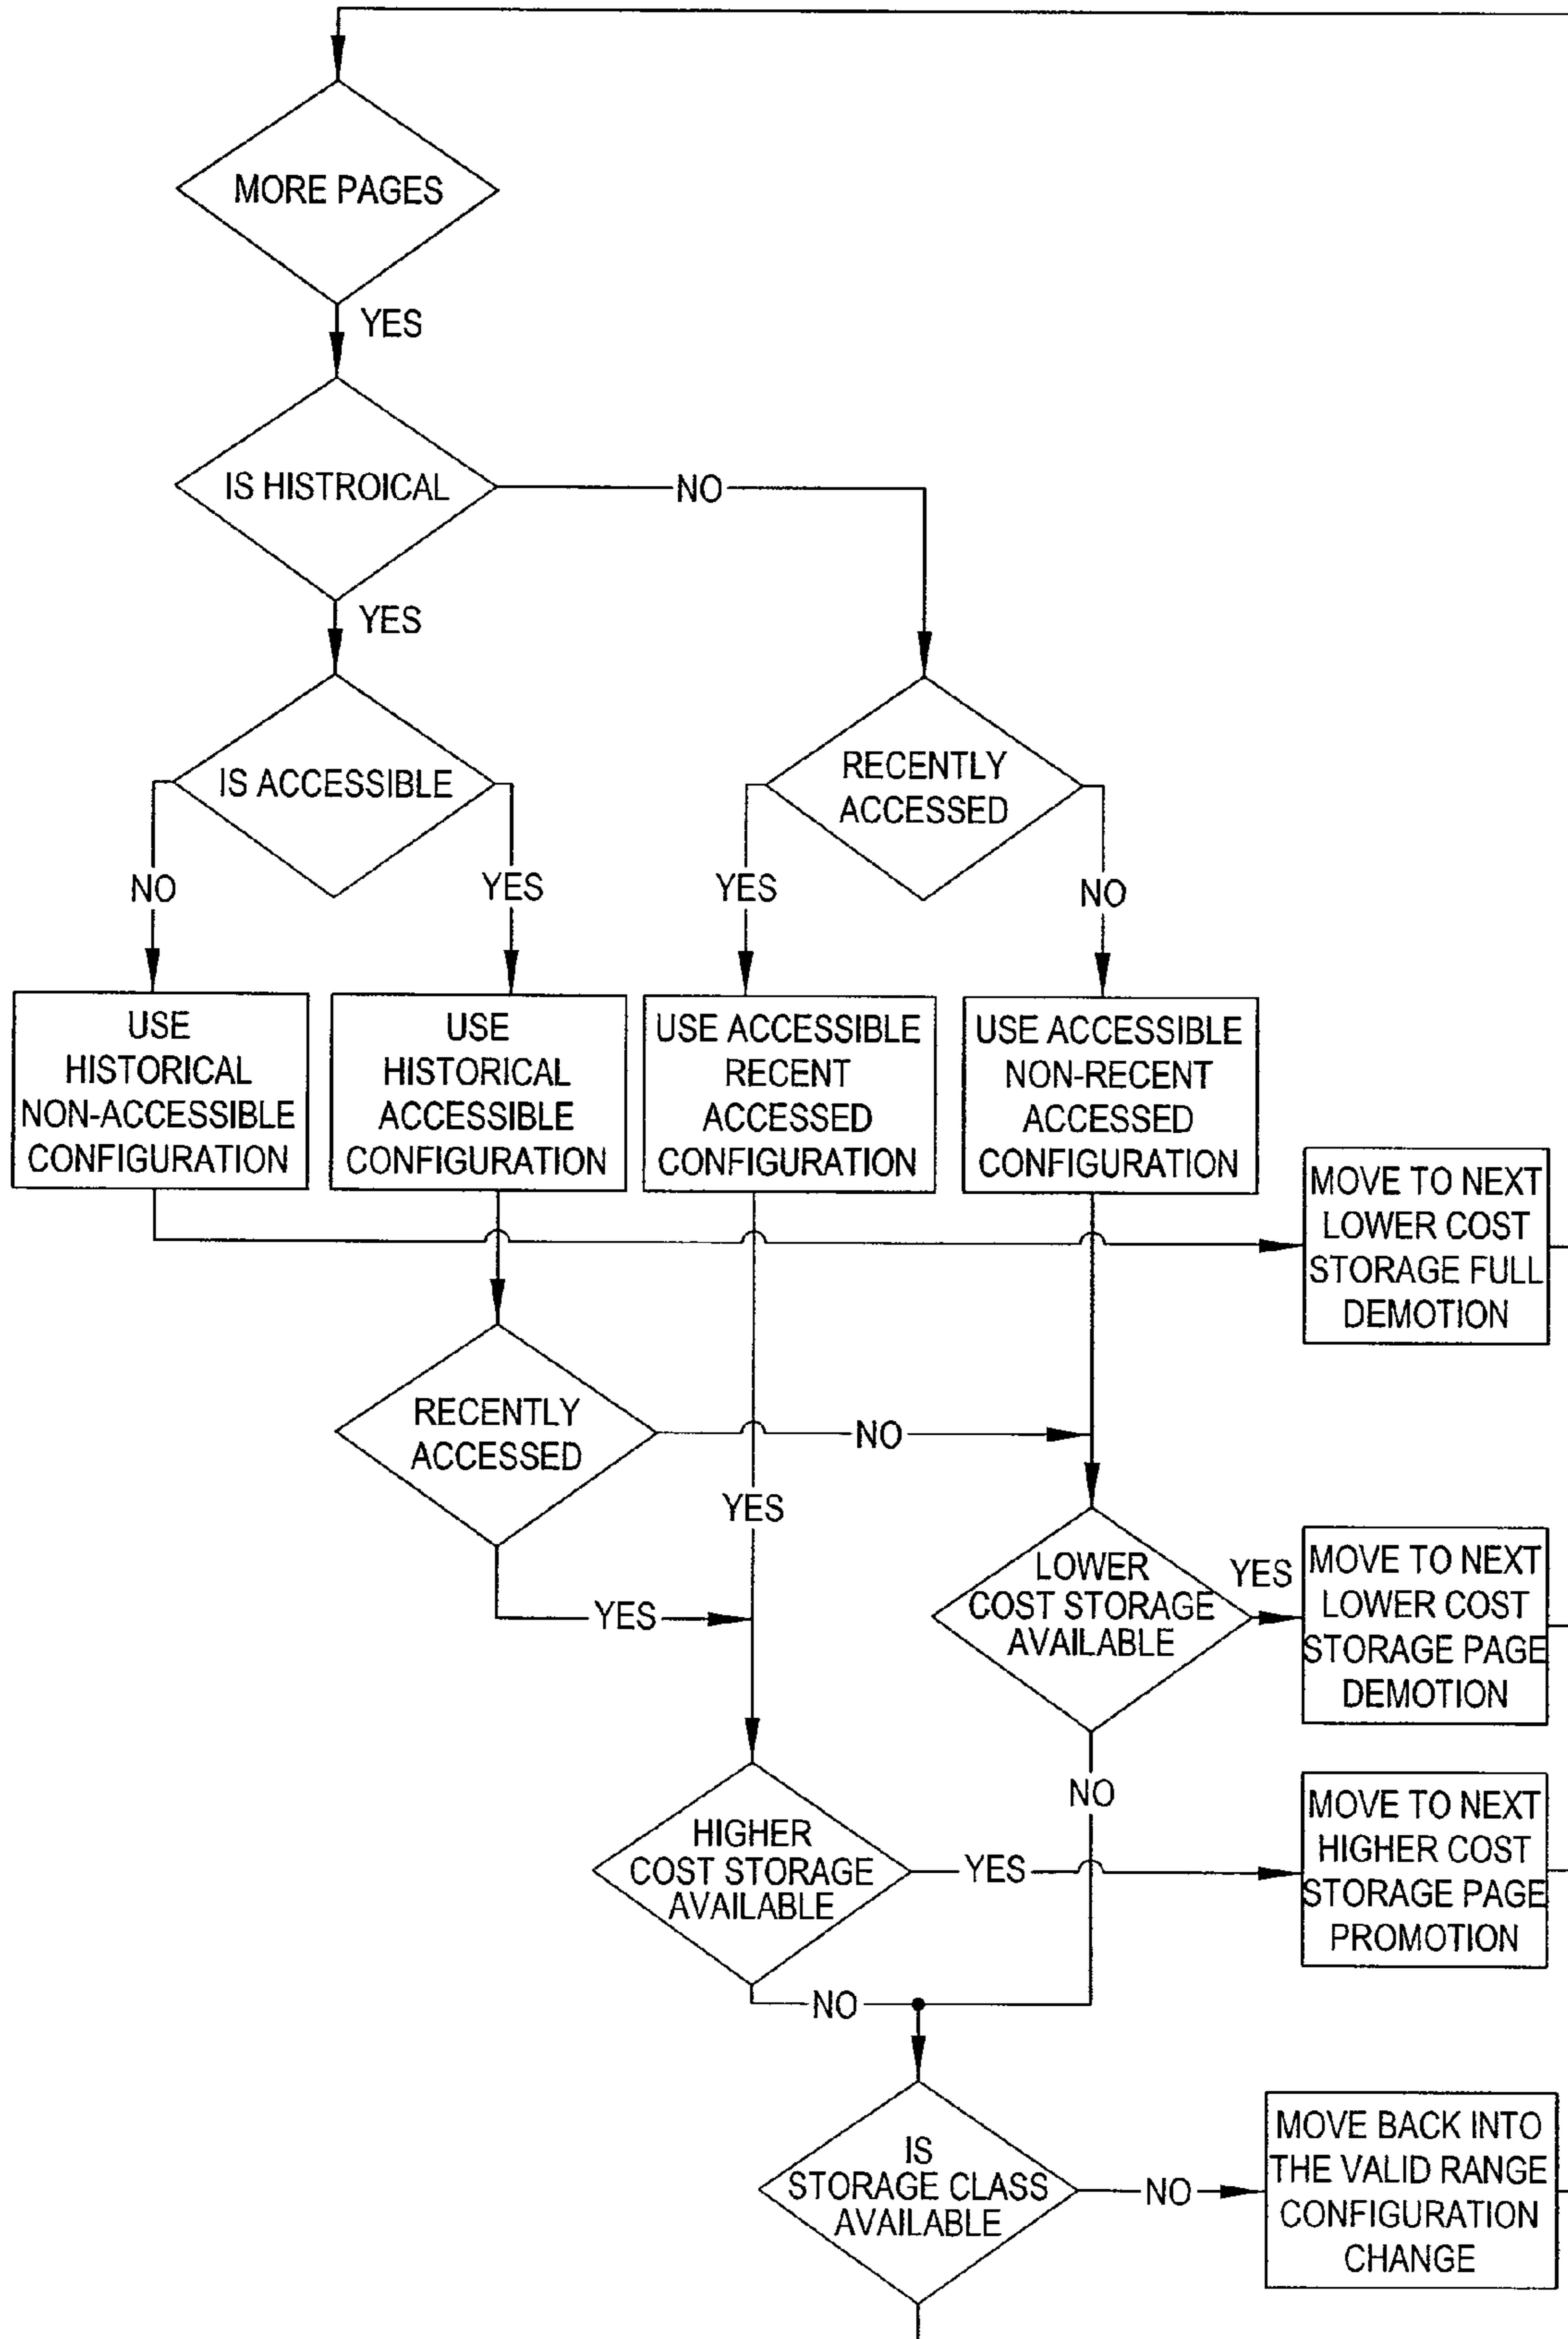 MORE PAGES
YES
IS HISTROICAL
NO
YES
IS ACCESSIBLE
RECENTLY
ACCESSED
NO
YES
YES
NO
USE
HISTORICAL
NON-ACCESSIBLE
CONFIGURATION
USE
HISTORICAL
ACCESSIBLE
CONFIGURATION
USE ACCESSIBLE
RECENT
ACCESSED
CONFIGURATION
USE ACCESSIBLE
NON-RECENT
ACCESSED
CONFIGURATION
MOVE TO NEXT
LOWER COST
STORAGE FULL
DEMOTION
RECENTLY
ACCESSED
NO
YES
YES
LOWER
COST STORAGE
AVAILABLE
YES
MOVE TO NEXT
LOWER COST
STORAGE PAGE
DEMOTION
NO
HIGHER
COST STORAGE
AVAILABLE
YES
MOVE TO NEXT
HIGHER COST
STORAGE PAGE
PROMOTION
NO
IS
STORAGE CLASS
AVAILABLE
NO
MOVE BACK INTO
THE VALID RANGE
CONFIGURATION
CHANGE